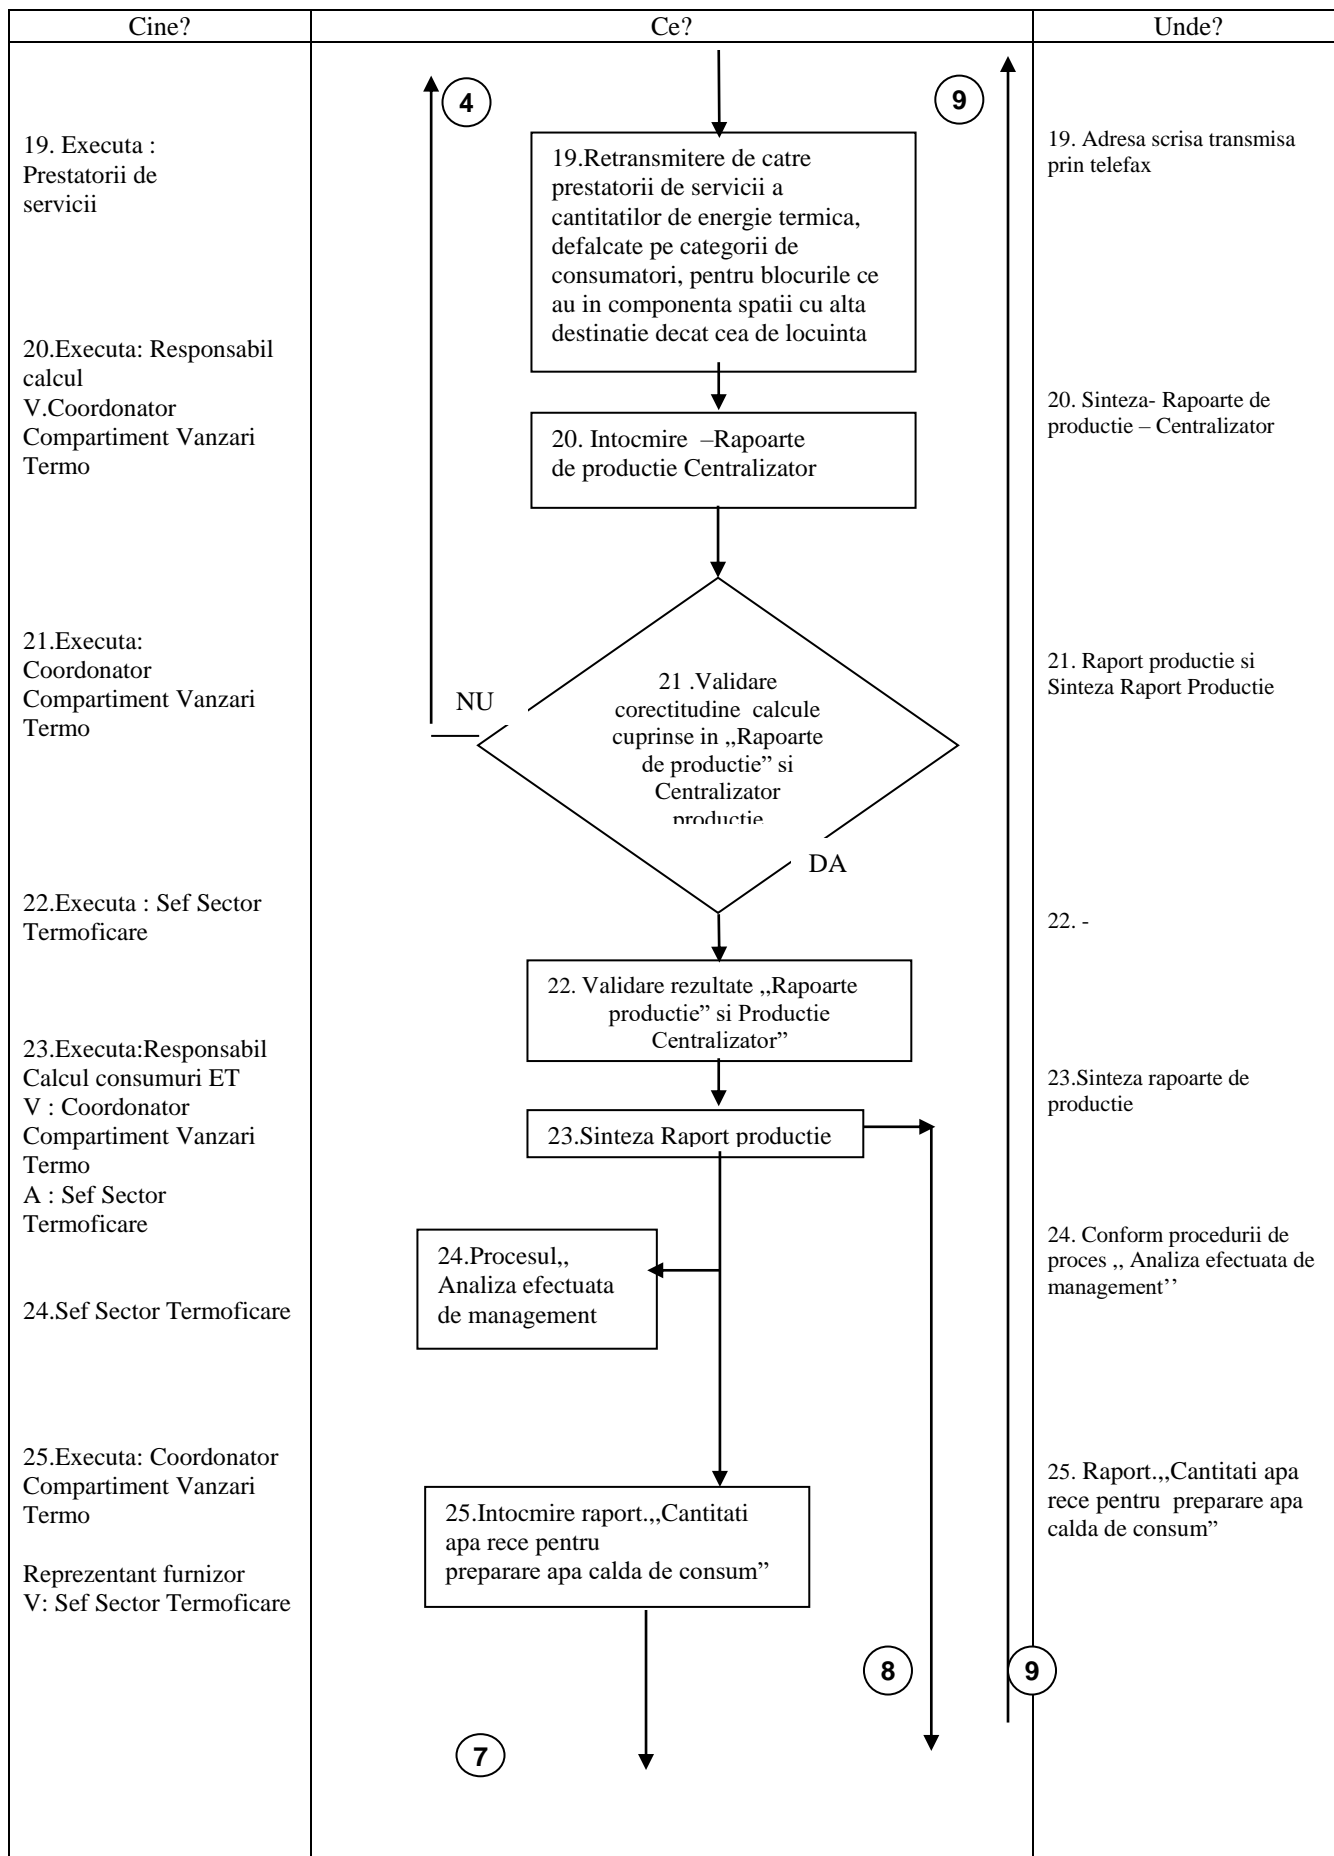 Cine?
Ce?
Unde?
4
9
19. Executa :
Prestatorii de
servicii
19.Retransmitere de catre
prestatorii de servicii a
cantitatilor de energie termica,
defalcate pe categorii de
consumatori, pentru blocurile ce
au in componenta spatii cu alta
destinatie decat cea de locuinta
19. Adresa scrisa transmisa
prin telefax
20.Executa: Responsabil
calcul
V.Coordonator
Compartiment Vanzari
Termo
20. Intocmire –Rapoarte
de productie Centralizator
20. Sinteza- Rapoarte de
productie – Centralizator
21.Executa:
Coordonator
Compartiment Vanzari
Termo
NU
21 .Validare
corectitudine calcule
cuprinse in ,,Rapoarte
de productie” si
Centralizator
productie
DA
21. Raport productie si
Sinteza Raport Productie
22.Executa : Sef Sector
Termoficare
22. Validare rezultate ,,Rapoarte
productie” si Productie
Centralizator”
22. -
23.Executa:Responsabil
Calcul consumuri ET
V : Coordonator
Compartiment Vanzari
Termo
A : Sef Sector
Termoficare
23.Sinteza Raport productie
23.Sinteza rapoarte de
productie
24.Sef Sector Termoficare
24.Procesul,,
Analiza efectuata
de management
24. Conform procedurii de
proces ,, Analiza efectuata de
management’’
25.Executa: Coordonator
Compartiment Vanzari
Termo
Reprezentant furnizor
V: Sef Sector Termoficare
25.Intocmire raport.,,Cantitati
apa rece pentru
preparare apa calda de consum”
25. Raport.,,Cantitati apa
rece pentru preparare apa
calda de consum”
8
9
7